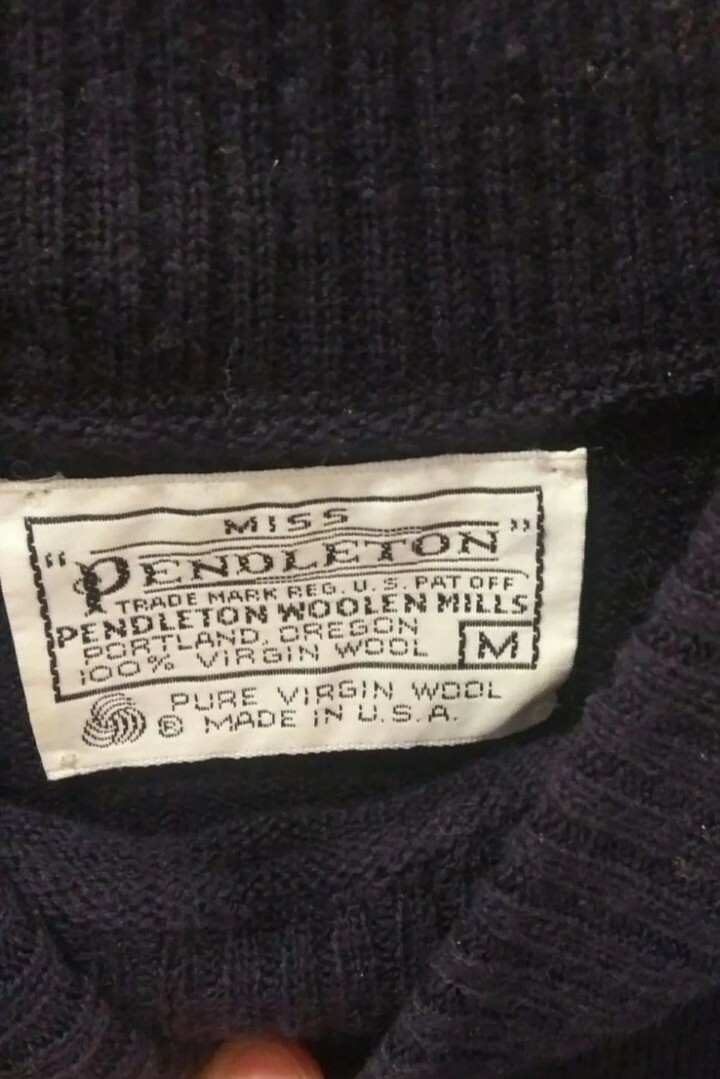 MISS
"PENDLETON"
TRADE MARK REG. U.S. PAT OFF
PENDLETON WOOLEN MILLS
PORTLAND, OREGON
100% VIRGIN WOOL
M
PURE VIRGIN WOOL
® MADE IN U.S.A.